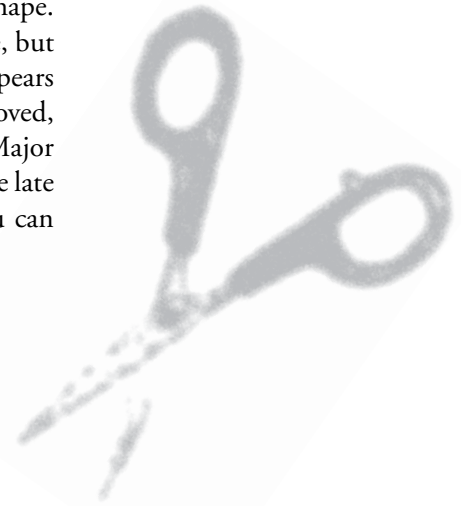 hape.
, but
pears
oved,
Major
e late
u can